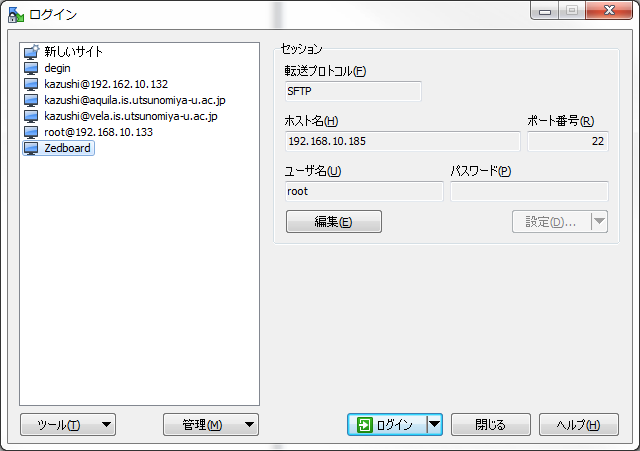 ログイン
新しいサイト
degin
kazushi@192.162.10.132
kazushi@aquila.is.utsunomiya-u.ac.jp
kazushi@vela.is.utsunomiya-u.ac.jp
root@192.168.10.133
Zedboard
セッション
転送プロトコル(F)
SFTP
ホスト名(H) ポート番号(R)
192.168.10.185 22
ユーザ名(U) パスワード(P)
root
編集(E) 設定(D)...
ツール(T) 管理(M) ログイン 閉じる ヘルプ(H)